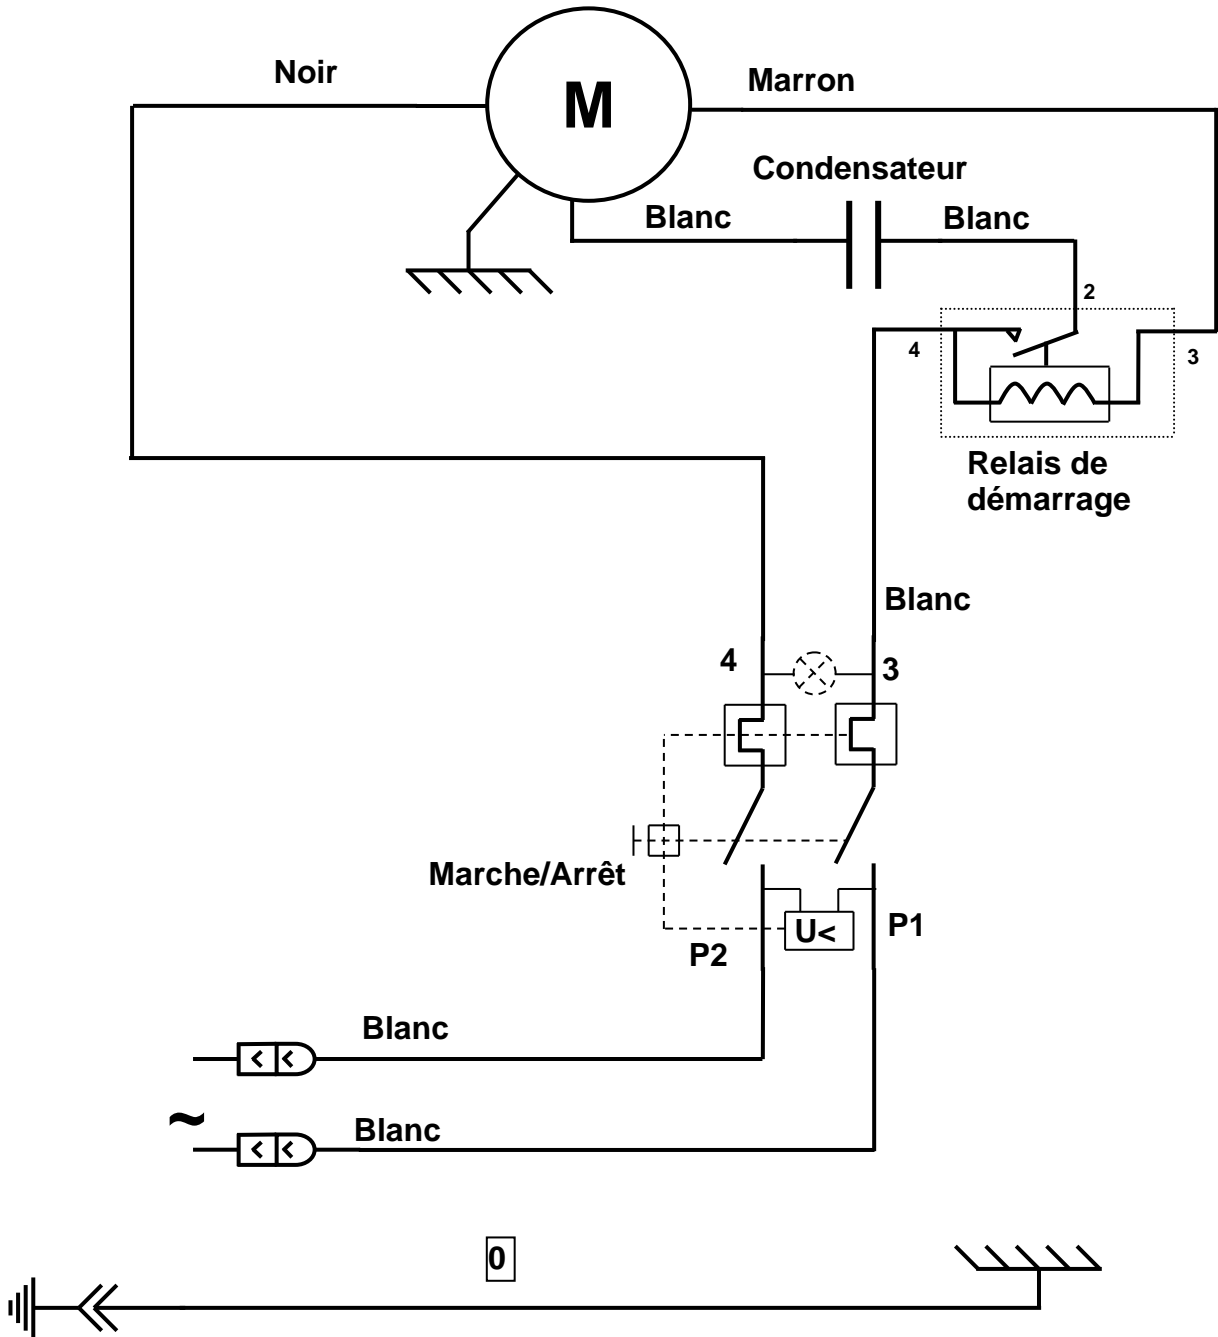 Noir
M
Marron
Condensateur
Blanc
Blanc
2
4
3
Relais de
démarrage
Blanc
4
3
Marche/Arrêt
U<
P1
P2
Blanc
~
Blanc
0